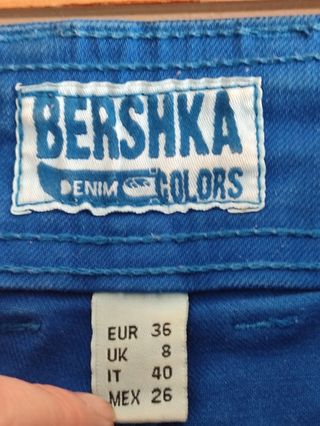 BERSHKA
DENIM COLORS
EUR 36
UK 8
IT 40
MEX 26